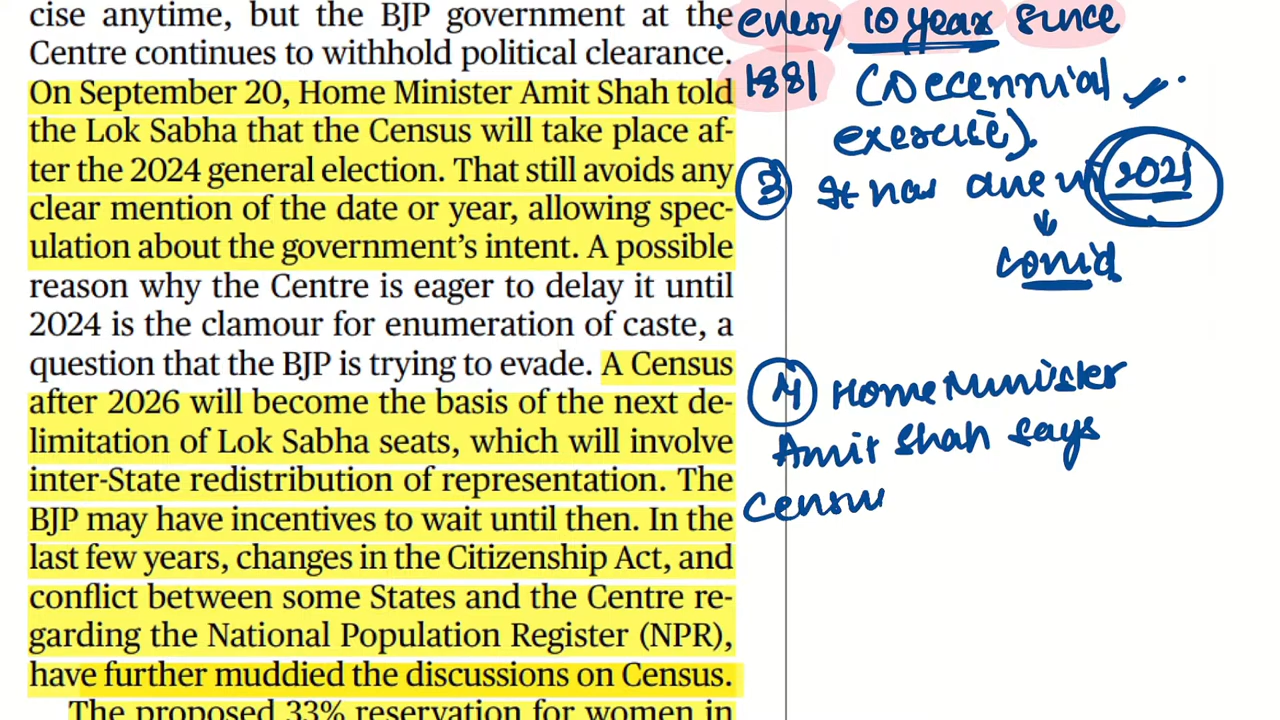 cise anytime, but the BJP government at the
Centre continues to withhold political clearance.
On September 20, Home Minister Amit Shah told
the Lok Sabha that the Census will take place af-
ter the 2024 general election. That still avoids any
clear mention of the date or year, allowing spec-
ulation about the government's intent. A possible
reason why the Centre is eager to delay it until
2024 is the clamour for enumeration of caste, a
question that the BJP is trying to evade. A Census
after 2026 will become the basis of the next de-
limitation of Lok Sabha seats, which will involve
inter-State redistribution of representation. The
BJP may have incentives to wait until then. In the
last few years, changes in the Citizenship Act, and
conflict between some States and the Centre re-
garding the National Population Register (NPR),
have further muddied the discussions on Census.
The proposed 33% reservation for women in
every 10 year since
1881 (Decennial
exercise).
3 It was due in 2021
covid
4 Home Minister
Amit Shah says
Censu